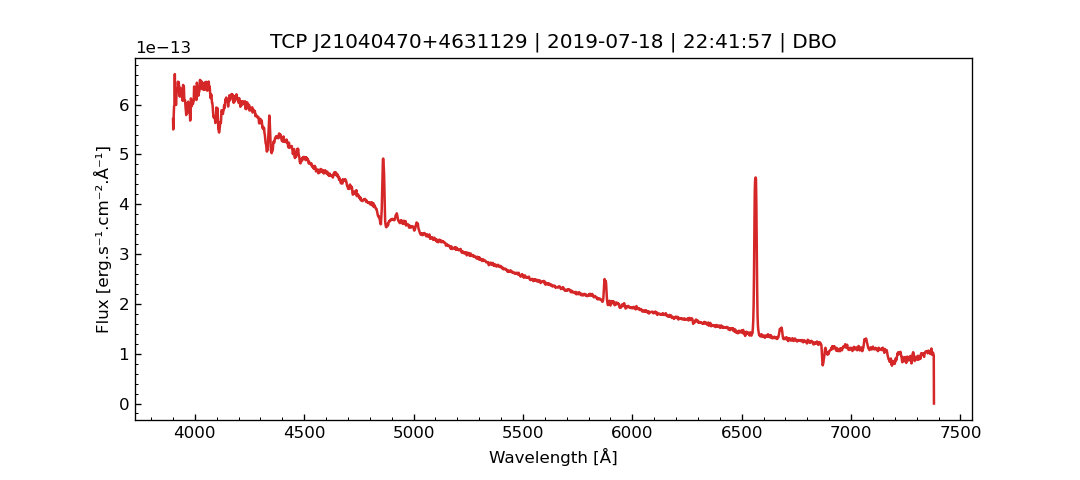 TCP J21040470+4631129 | 2019-07-18 | 22:41:57 | DBO
1e−13
6
5
4
3
2
1
0
Flux [erg.s⁻¹.cm⁻².Å⁻¹]
4000 4500 5000 5500 6000 6500 7000 7500
Wavelength [Å]